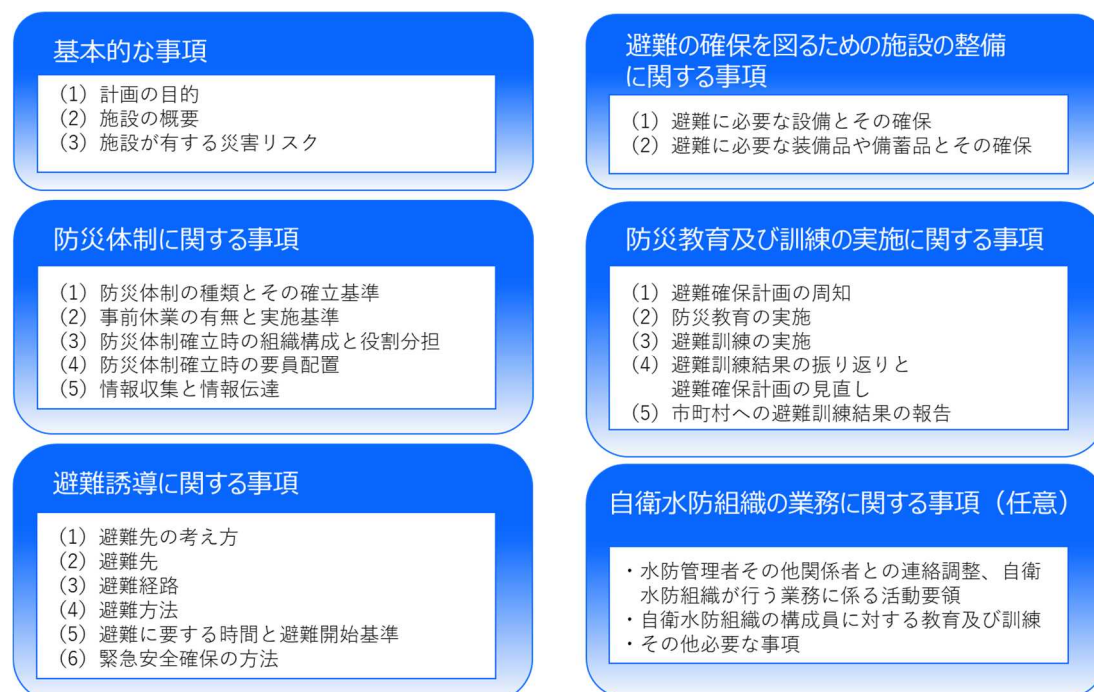 基本的な事項
(1) 計画の目的
(2) 施設の概要
(3) 施設が有する災害リスク
防災体制に関する事項
(1) 防災体制の種類とその確立基準
(2) 事前休業の有無と実施基準
(3) 防災体制確立時の組織構成と役割分担
(4) 防災体制確立時の要員配置
(5) 情報収集と情報伝達
避難誘導に関する事項
(1) 避難先の考え方
(2) 避難先
(3) 避難経路
(4) 避難方法
(5) 避難に要する時間と避難開始基準
(6) 緊急安全確保の方法
避難の確保を図るための施設の整備
に関する事項
(1) 避難に必要な設備とその確保
(2) 避難に必要な装備品や備蓄品とその確保
防災教育及び訓練の実施に関する事項
(1) 避難確保計画の周知
(2) 防災教育の実施
(3) 避難訓練の実施
(4) 避難訓練結果の振り返りと
避難確保計画の見直し
(5) 市町村への避難訓練結果の報告
自衛水防組織の業務に関する事項（任意）
・水防管理者その他関係者との連絡調整、自衛
水防組織が行う業務に係る活動要領
・自衛水防組織の構成員に対する教育及び訓練
・その他必要な事項